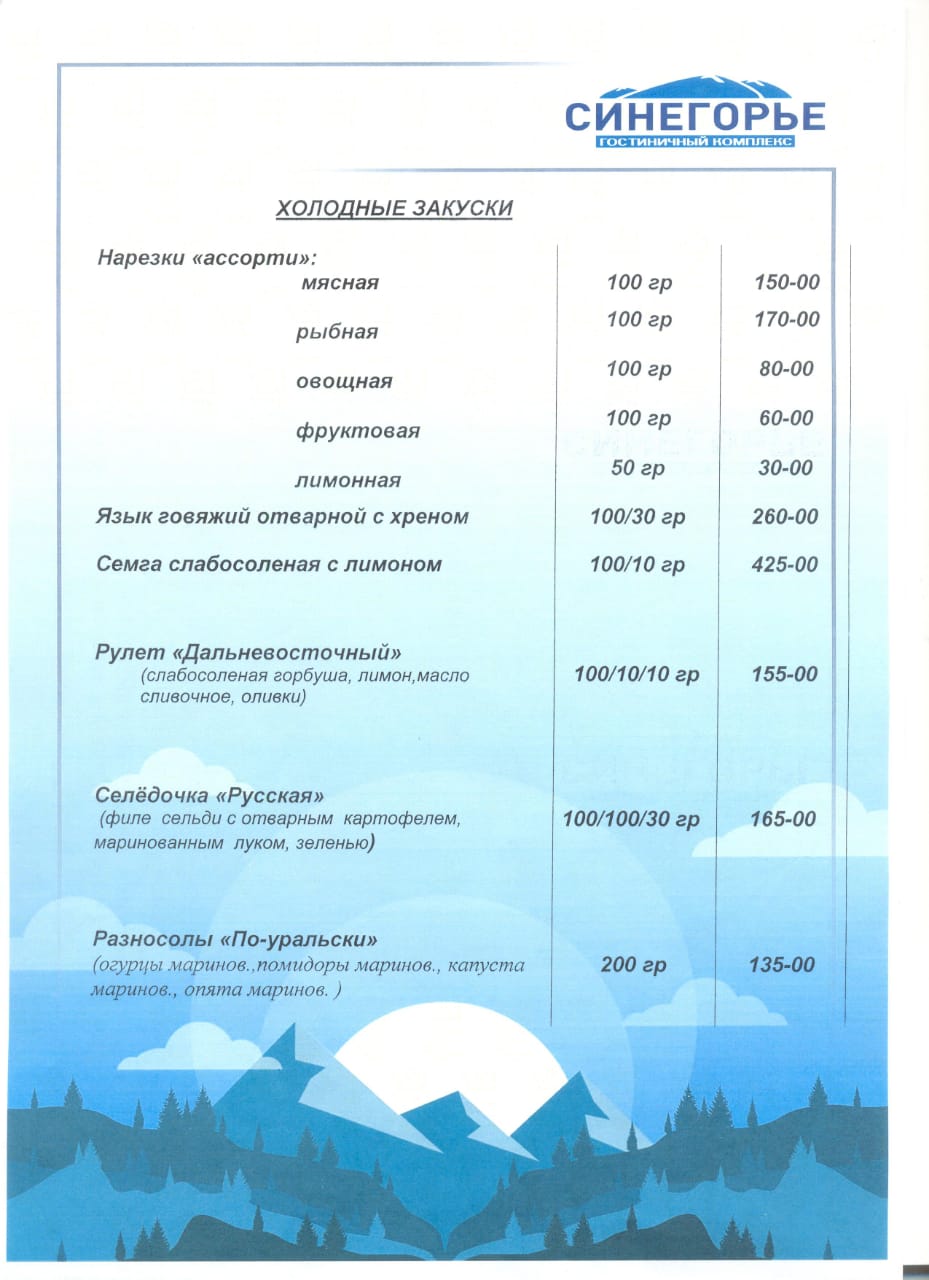 СИНЕГОРЬЕ
ГОСТИНИЧНЫЙ КОМПЛЕКС
ХОЛОДНЫЕ ЗАКУСКИ
Нарезки «ассорти»:
мясная 100 гр 150-00
рыбная 100 гр 170-00
овощная 100 гр 80-00
фруктовая 100 гр 60-00
лимонная 50 гр 30-00
Язык говяжий отварной с хреном 100/30 гр 260-00
Семга слабосоленая с лимоном 100/10 гр 425-00
Рулет «Дальневосточный»
(слабосоленая горбуша, лимон,масло 100/10/10 гр 155-00
сливочное, оливки)
Селёдочка «Русская»
(филе сельди с отварным картофелем, 100/100/30 гр 165-00
маринованным луком, зеленью)
Разносолы «По-уральски»
(огурцы маринов.,помидоры маринов., капуста 200 гр 135-00
маринов., опята маринов. )